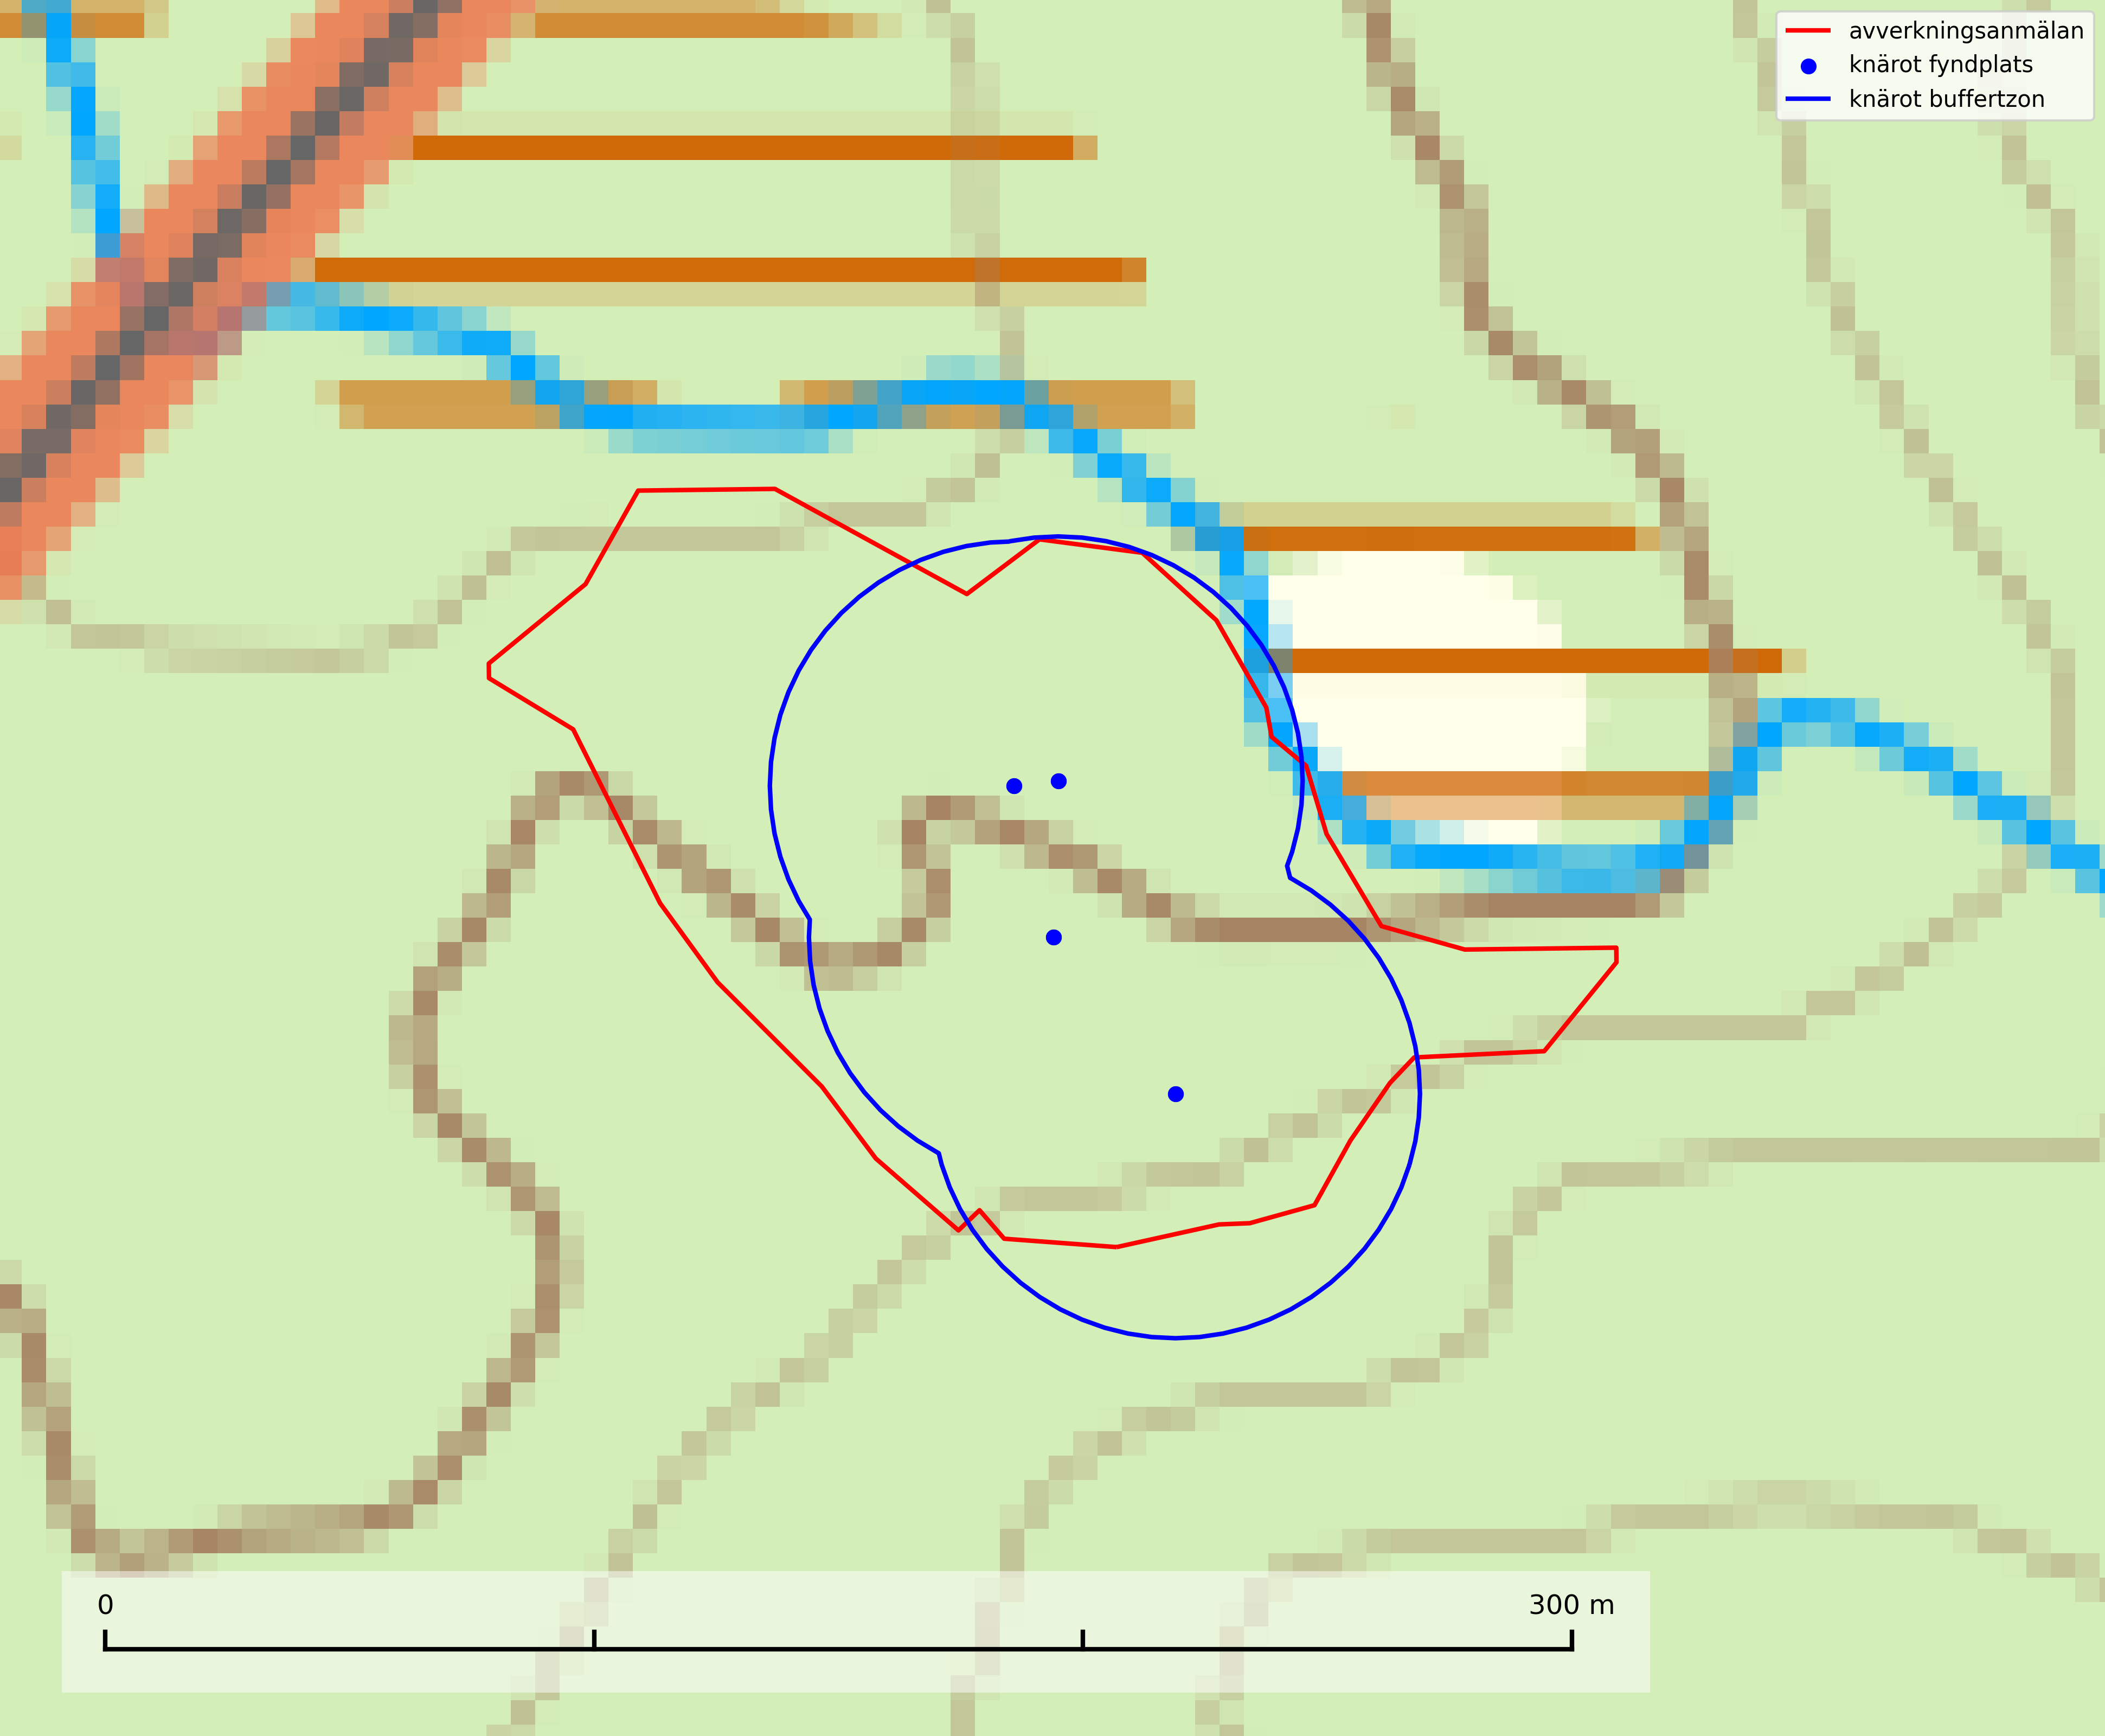 avverkningsanmälan
knärot fyndplats
knärot buffertzon
0
300 m